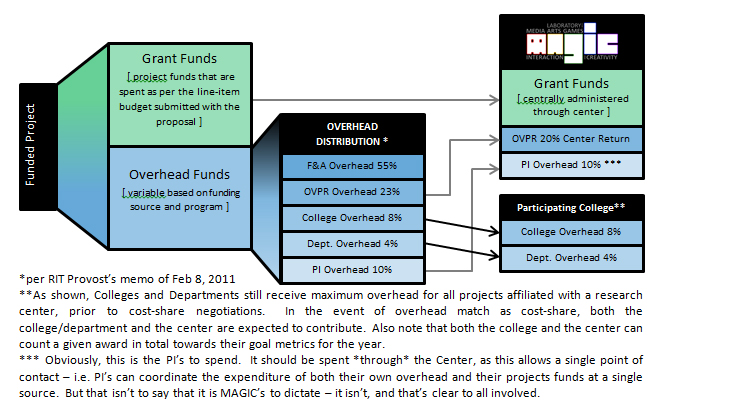 Funded Project
Grant Funds
[ project funds that are
spent as per the line-item
budget submitted with the
proposal ]
Overhead Funds
[ variable based on funding
source and program ]
OVERHEAD
DISTRIBUTION *
F&A Overhead 55%
OVPR Overhead 23%
College Overhead 8%
Dept. Overhead 4%
PI Overhead 10%
LABORATORY
MEDIA ARTS GAMES
MAGIC
INTERACTION CREATIVITY
Grant Funds
[ centrally administered
through center ]
OVPR 20% Center Return
PI Overhead 10% ***
Participating College**
College Overhead 8%
Dept. Overhead 4%
*per RIT Provost’s memo of Feb 8, 2011
**As shown, Colleges and Departments still receive maximum overhead for all projects affiliated with a research
center, prior to cost-share negotiations. In the event of overhead match as cost-share, both the
college/department and the center are expected to contribute. Also note that both the college and the center can
count a given award in total towards their goal metrics for the year.
*** Obviously, this is the PI’s to spend. It should be spent *through* the Center, as this allows a single point of
contact – i.e. PI’s can coordinate the expenditure of both their own overhead and their projects funds at a single
source. But that isn’t to say that it is MAGIC’s to dictate – it isn’t, and that’s clear to all involved.